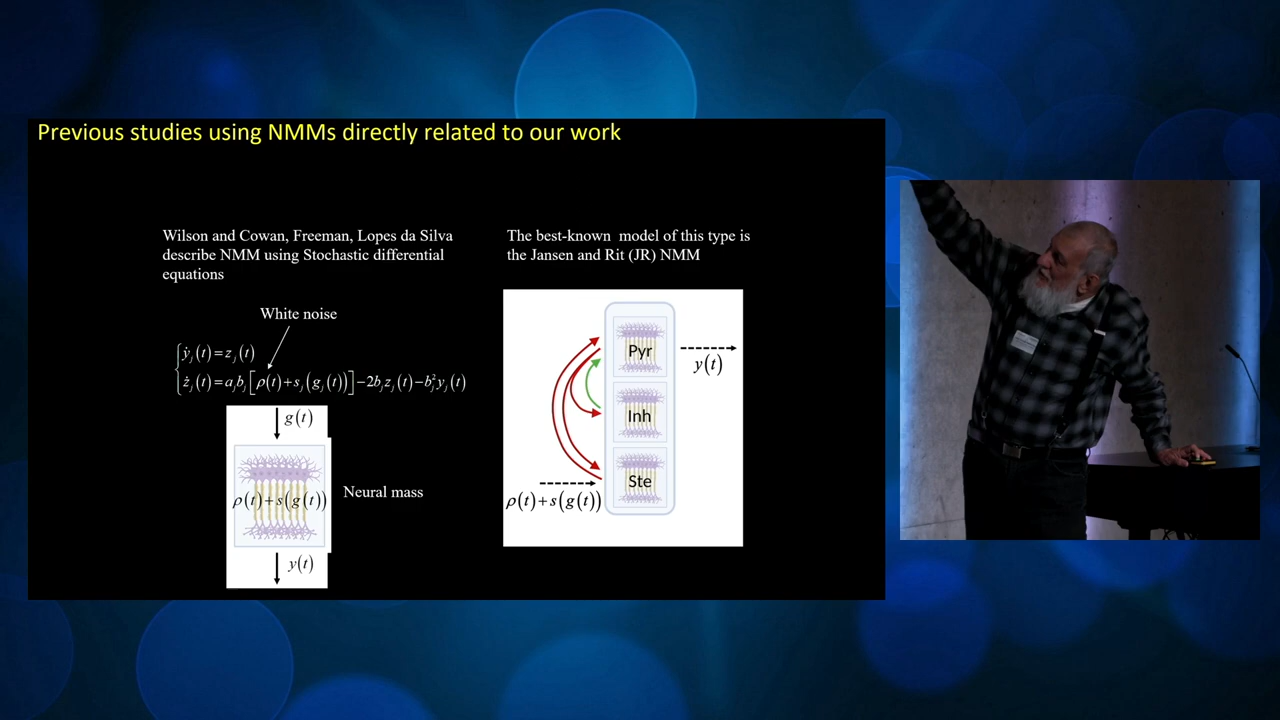 Previous studies using NMMs directly related to our work
Wilson and Cowan, Freeman, Lopes da Silva
describe NMM using Stochastic differential
equations
White noise
ẏⱼ(t)=zⱼ(t)
żⱼ(t)=aⱼbⱼ[ρ(t)+sⱼ(gⱼ(t))]−2bⱼzⱼ(t)−bⱼ²yⱼ(t)
g(t)
ρ(t)+s(g(t))
Neural mass
y(t)
The best-known model of this type is
the Jansen and Rit (JR) NMM
Pyr
y(t)
Inh
Ste
ρ(t)+s(g(t))